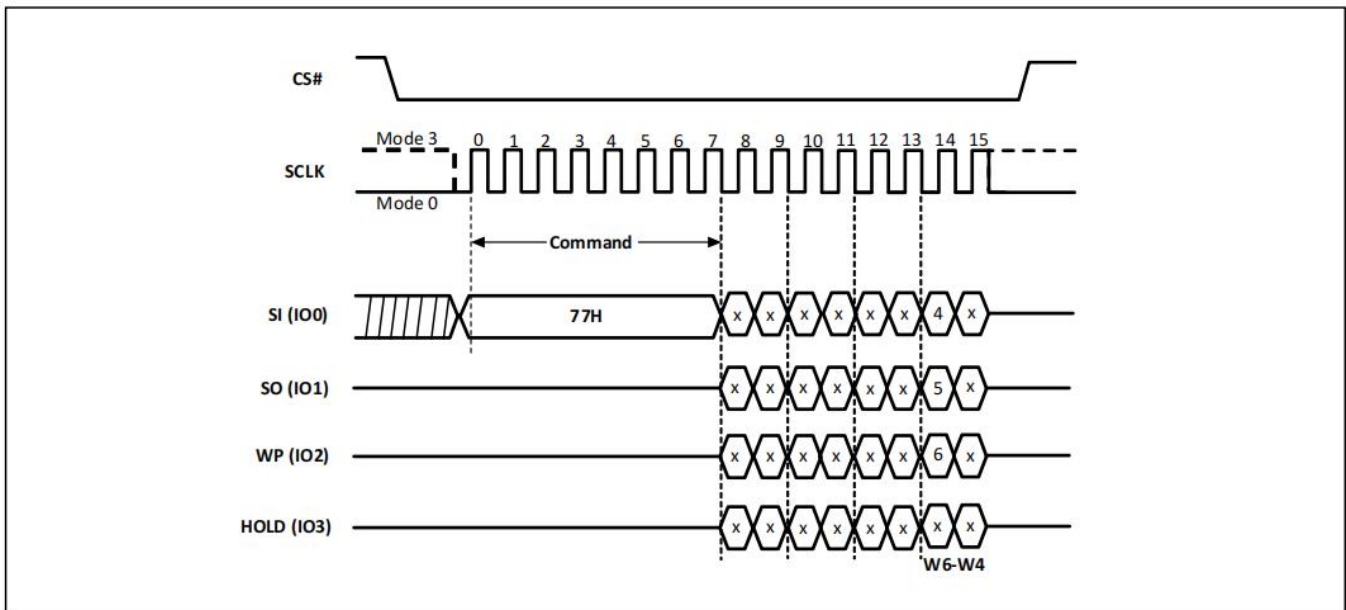 CS#
Mode 3 0 1 2 3 4 5 6 7 8 9 10 11 12 13 14 15
SCLK
Mode 0
Command
SI (IO0) 77H x x x x x x 4 x
SO (IO1) x x x x x x 5 x
WP (IO2) x x x x x x 6 x
HOLD (IO3) x x x x x x x x
W6-W4